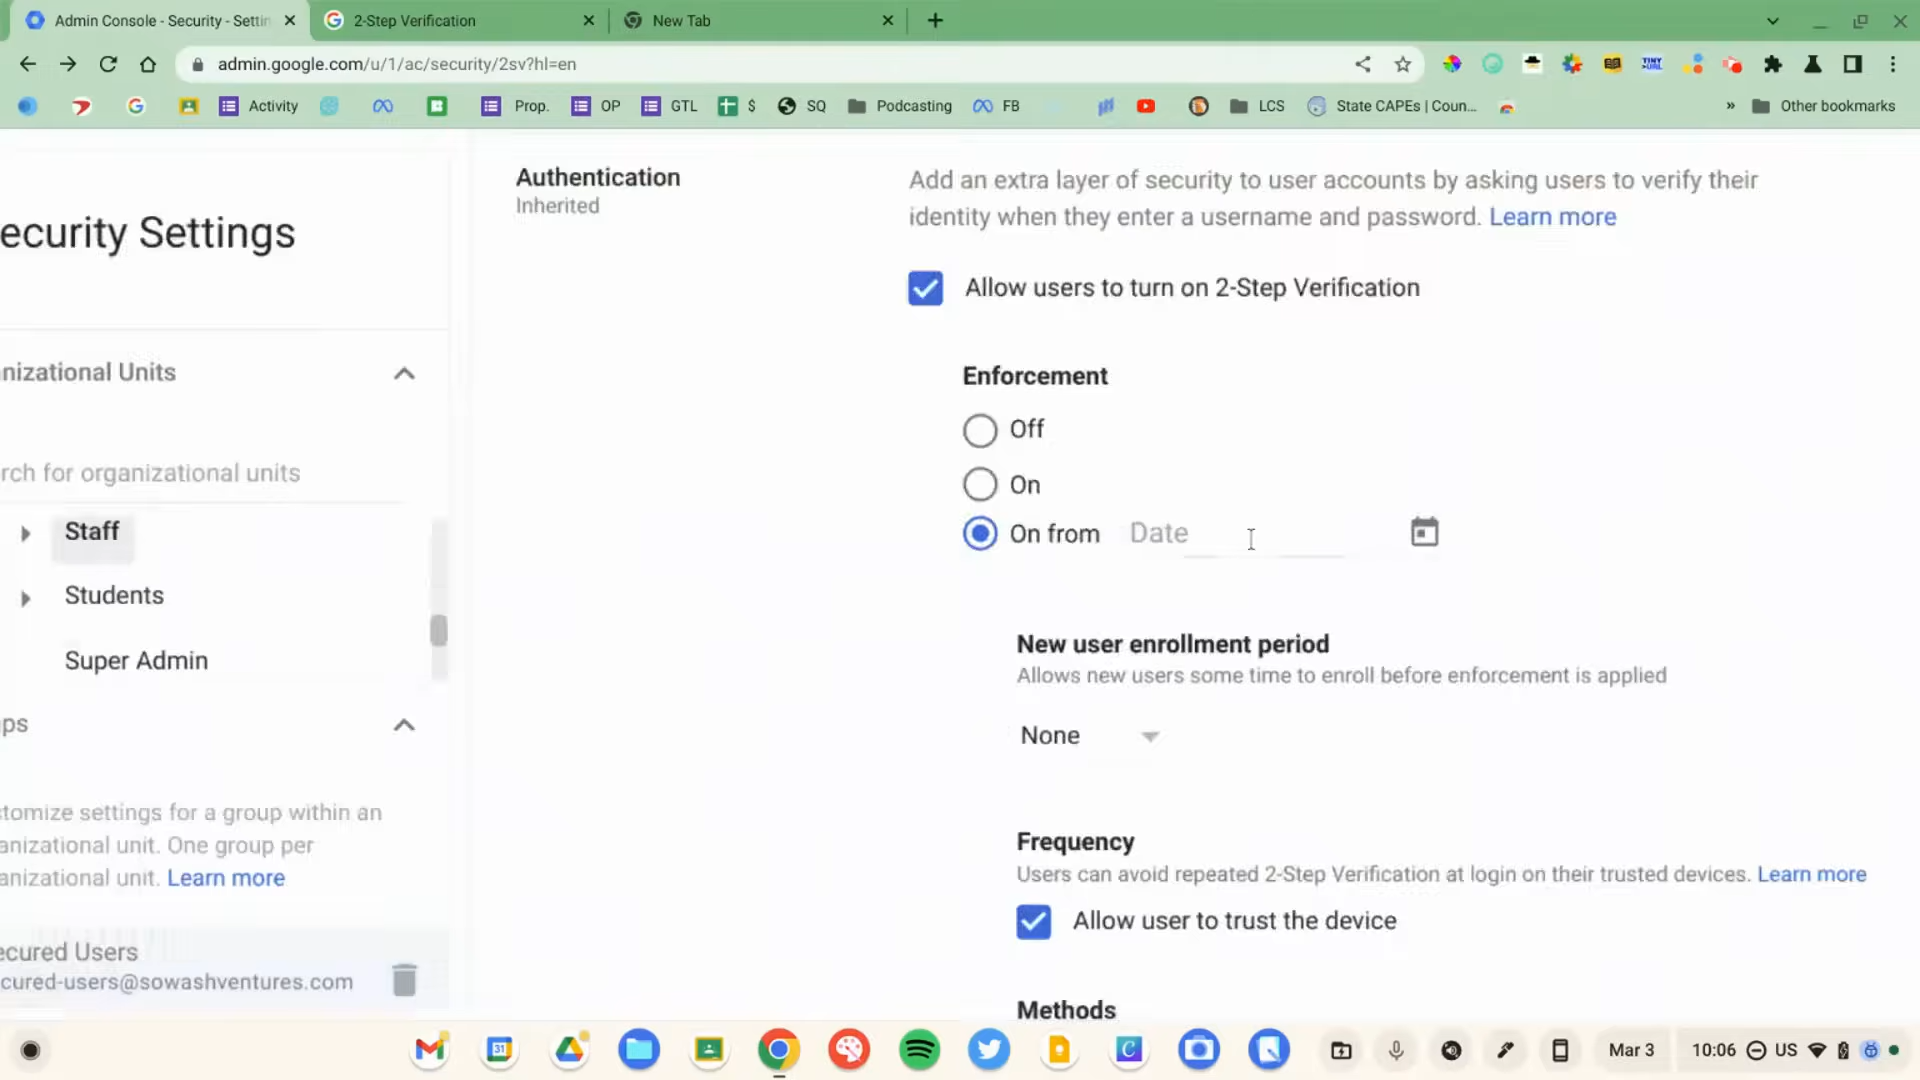 Admin Console - Security - Settin
2-Step Verification
New Tab
admin.google.com/u/1/ac/security/2sv?hl=en
Activity
Prop.
OP
GTL
$
SQ
Podcasting
FB
LCS
State CAPEs | Coun...
»
Other bookmarks
ecurity Settings
nizational Units
rch for organizational units
Staff
Students
Super Admin
ps
tomize settings for a group within an
anizational unit. One group per
anizational unit. Learn more
ecured Users
cured-users@sowashventures.com
Authentication
Inherited
Add an extra layer of security to user accounts by asking users to verify their
identity when they enter a username and password. Learn more
Allow users to turn on 2-Step Verification
Enforcement
Off
On
On from Date
New user enrollment period
Allows new users some time to enroll before enforcement is applied
None
Frequency
Users can avoid repeated 2-Step Verification at login on their trusted devices. Learn more
Allow user to trust the device
Methods
31
Mar 3
10:06
US